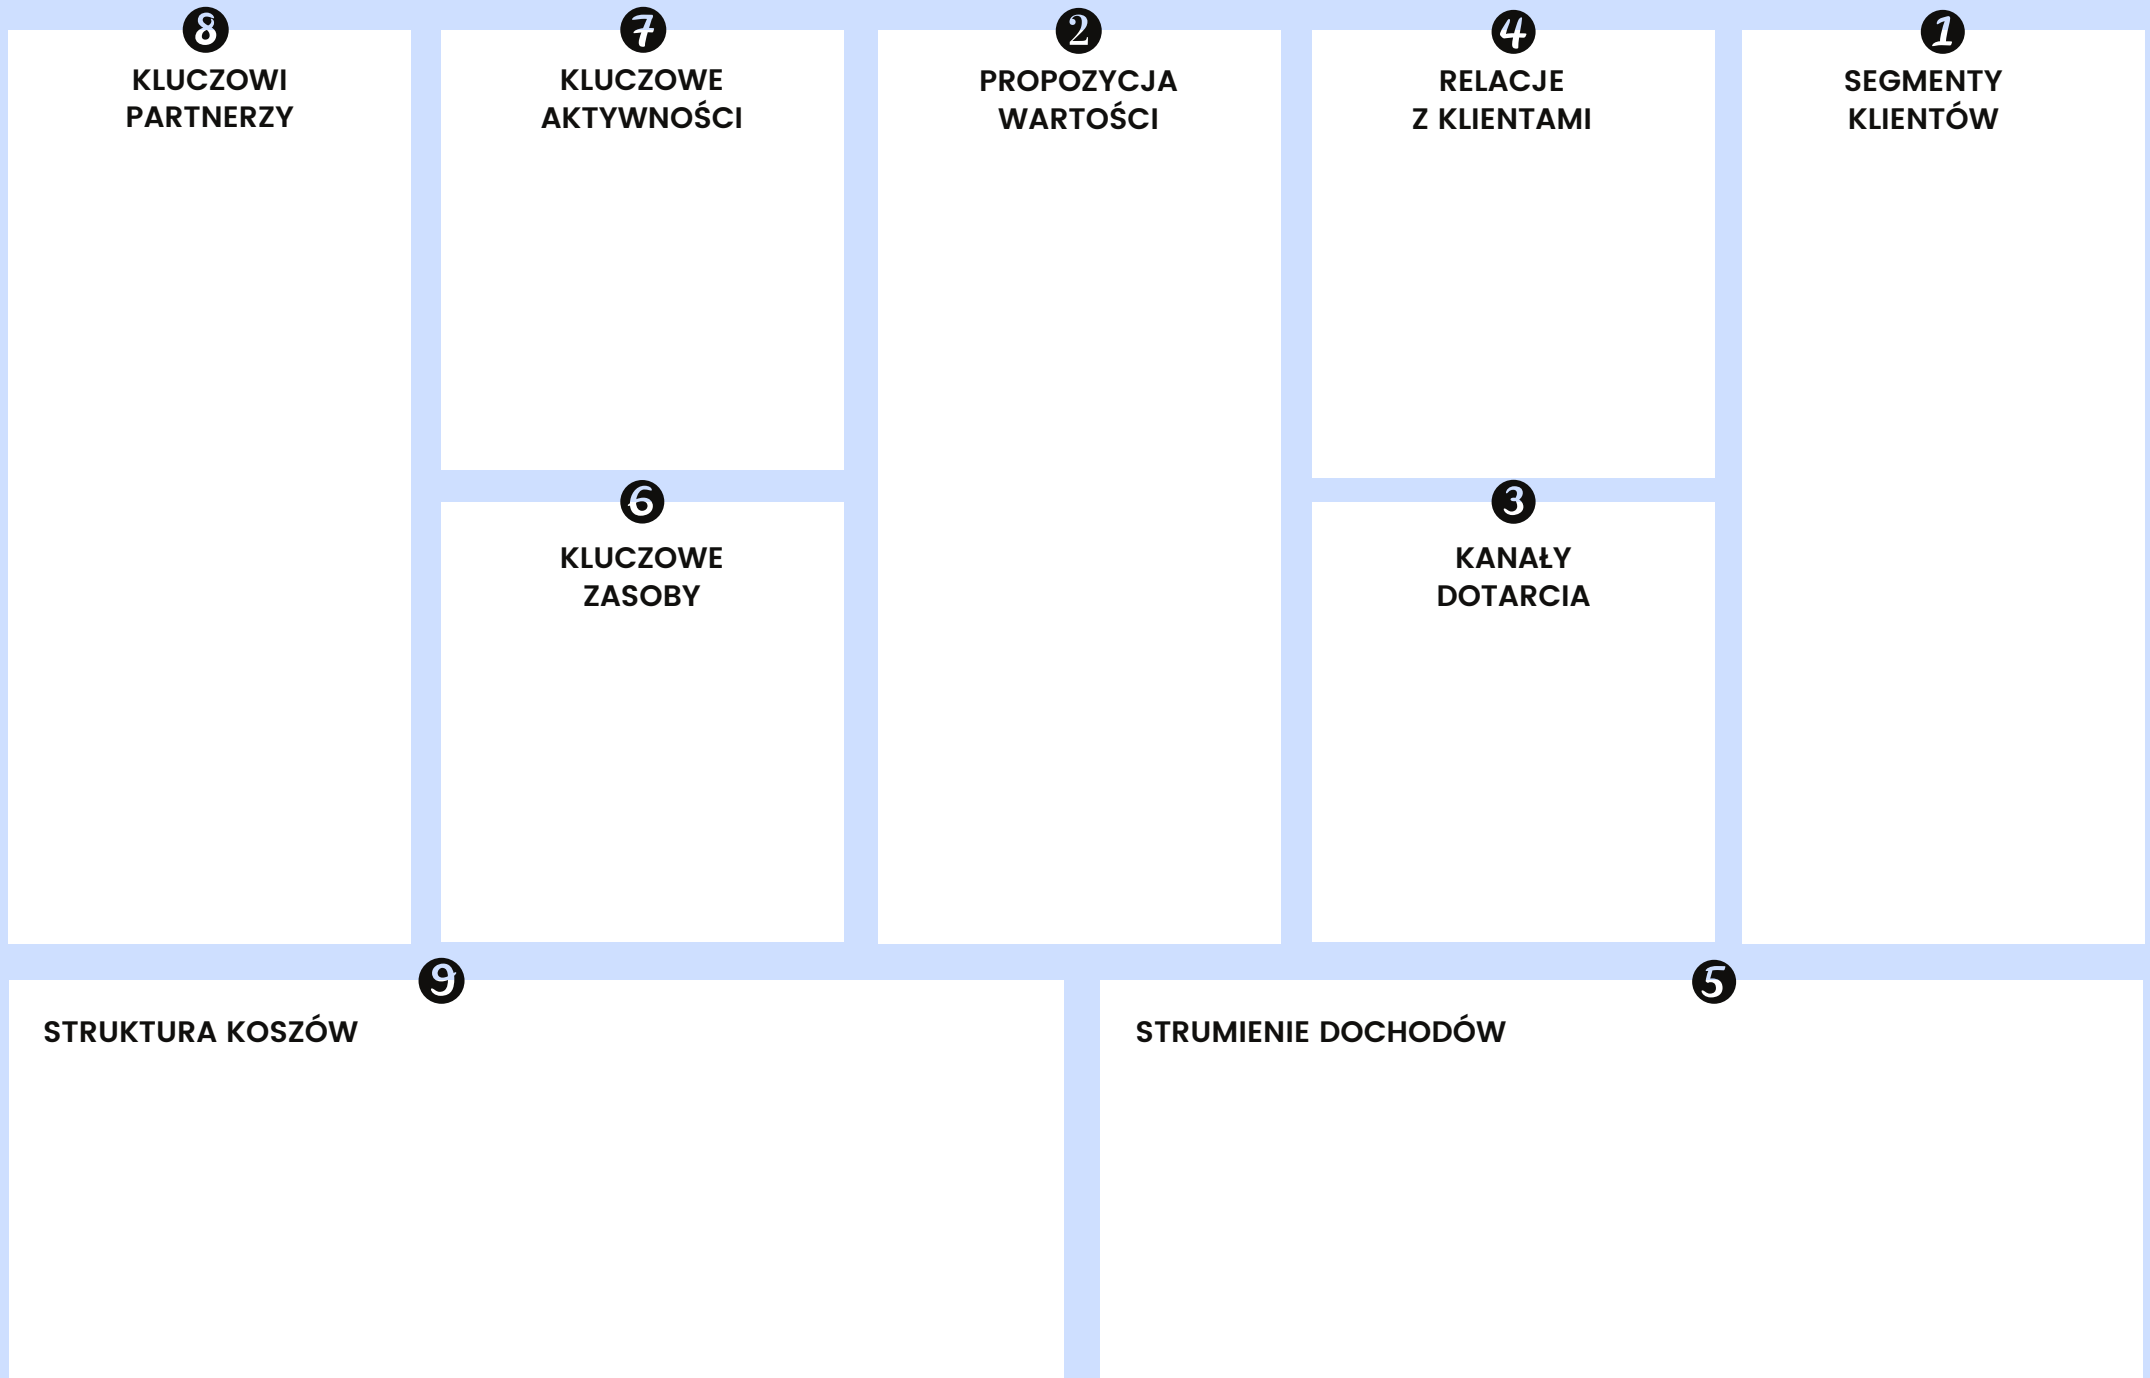 8
KLUCZOWI
PARTNERZY
7
KLUCZOWE
AKTYWNOŚCI
6
KLUCZOWE
ZASOBY
2
PROPOZYCJA
WARTOŚCI
4
RELACJE
Z KLIENTAMI
3
KANAŁY
DOTARCIA
1
SEGMENTY
KLIENTÓW
9
STRUKTURA KOSZÓW
5
STRUMIENIE DOCHODÓW